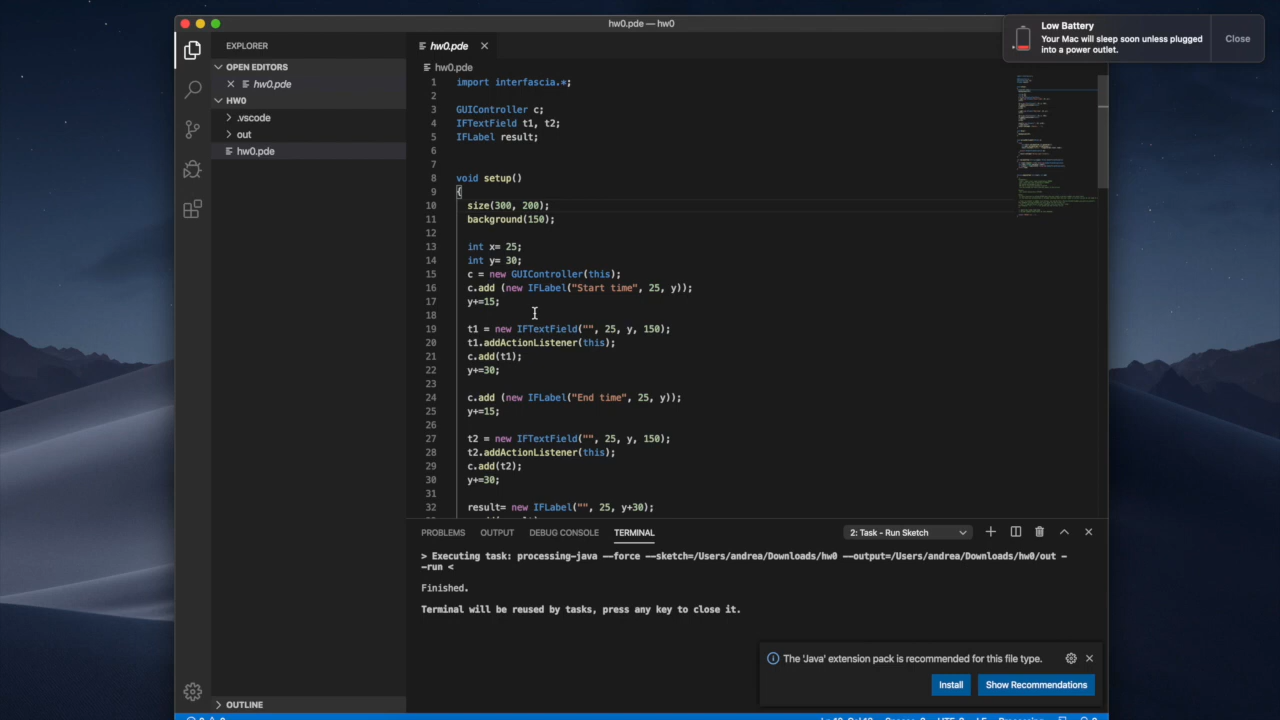 hw0.pde — hw0
Low Battery
Your Mac will sleep soon unless plugged
into a power outlet.
Close
EXPLORER
OPEN EDITORS
hw0.pde
HW0
.vscode
out
hw0.pde
OUTLINE
hw0.pde
hw0.pde
1 import interfascia.*;
2
3 GUIController c;
4 IFTextField t1, t2;
5 IFLabel result;
6
7
8 void setup()
9 {
10 size(300, 200);
11 background(150);
12
13 int x= 25;
14 int y= 30;
15 c = new GUIController(this);
16 c.add (new IFLabel("Start time", 25, y));
17 y+=15;
18
19 t1 = new IFTextField("", 25, y, 150);
20 t1.addActionListener(this);
21 c.add(t1);
22 y+=30;
23
24 c.add (new IFLabel("End time", 25, y));
25 y+=15;
26
27 t2 = new IFTextField("", 25, y, 150);
28 t2.addActionListener(this);
29 c.add(t2);
30 y+=30;
31
32 result= new IFLabel("", 25, y+30);
PROBLEMS OUTPUT DEBUG CONSOLE TERMINAL 2: Task - Run Sketch
> Executing task: processing-java --force --sketch=/Users/andrea/Downloads/hw0 --output=/Users/andrea/Downloads/hw0/out -
-run <
Finished.
Terminal will be reused by tasks, press any key to close it.
The 'Java' extension pack is recommended for this file type.
Install Show Recommendations